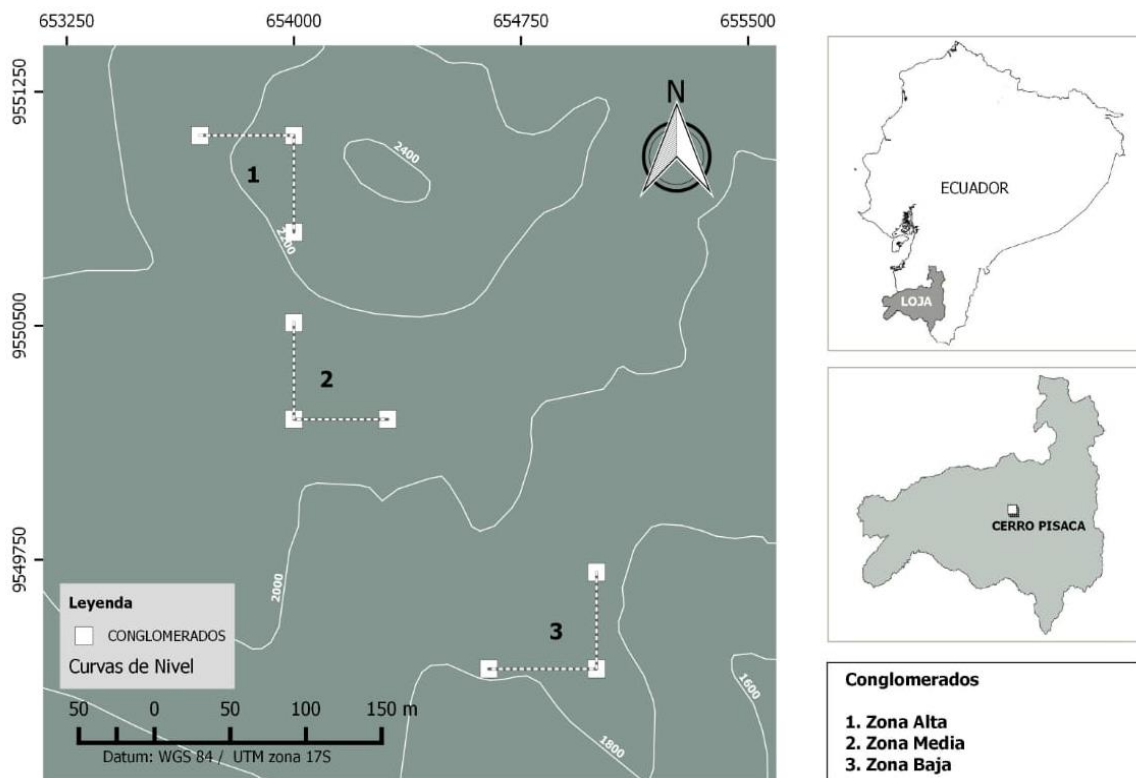 653250
654000
654750
655500
9551250
9550500
9549750
N
1
2400
2200
2
2000
3
1800
1600
Leyenda
CONGLOMERADOS
Curvas de Nivel
50 0 50 100 150 m
Datum: WGS 84 / UTM zona 17S
ECUADOR
LOJA
CERRO PISACA
Conglomerados
1. Zona Alta
2. Zona Media
3. Zona Baja